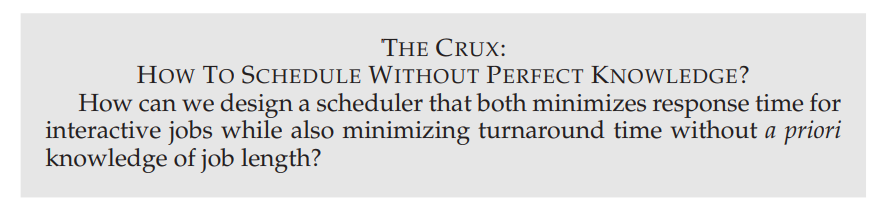 THE CRUX:
HOW TO SCHEDULE WITHOUT PERFECT KNOWLEDGE?
How can we design a scheduler that both minimizes response time for
interactive jobs while also minimizing turnaround time without a priori
knowledge of job length?